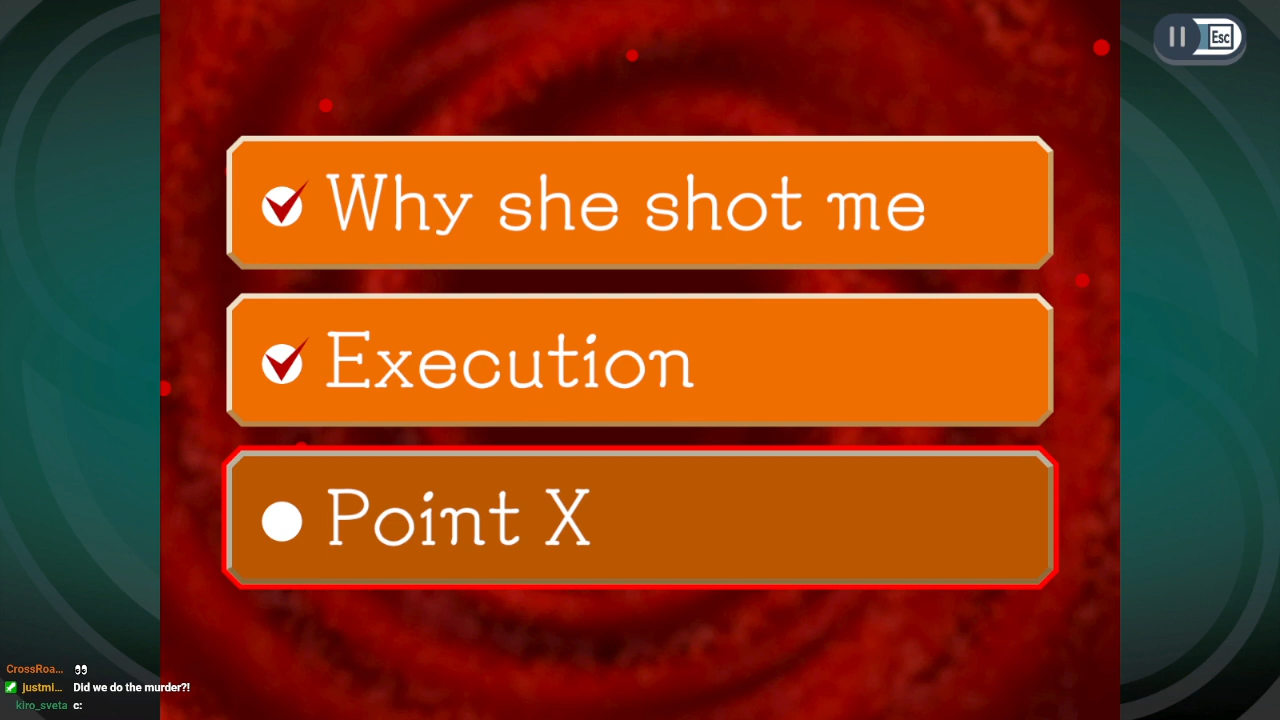 Esc
Why she shot me
Execution
Point X
CrossRoa...
justmi... Did we do the murder?!
kiro_sveta c: